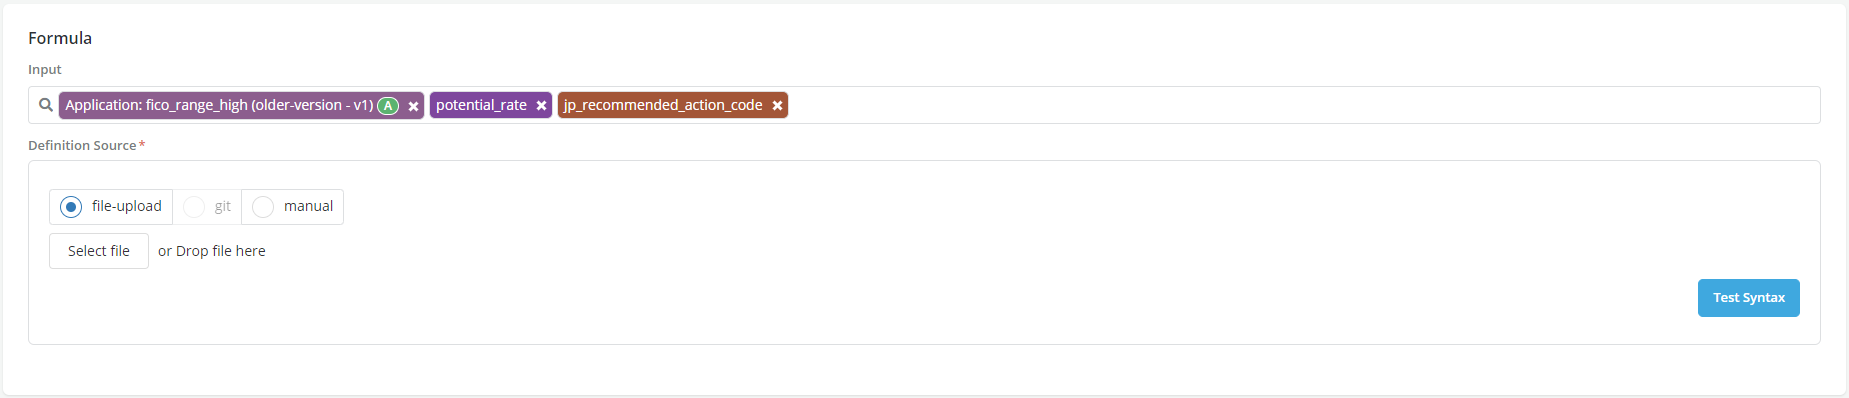 Formula
Input
Application: fico_range_high (older-version - v1) A × potential_rate × jp_recommended_action_code ×
Definition Source*
file-upload git manual
Select file or Drop file here
Test Syntax